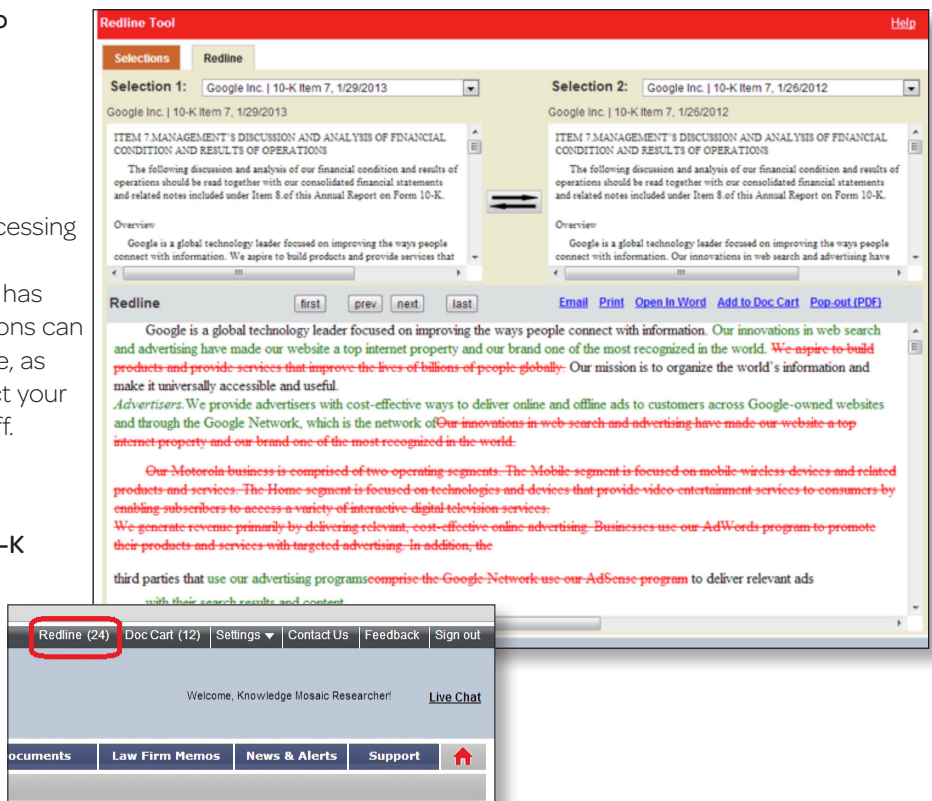 o
cessing
has
ons can
e, as
ct your
ff.
-K
Redline Tool Help
Selections Redline
Selection 1: Google Inc. | 10-K Item 7, 1/29/2013
Selection 2: Google Inc. | 10-K Item 7, 1/26/2012
Google Inc. | 10-K Item 7, 1/29/2013
ITEM 7.MANAGEMENT'S DISCUSSION AND ANALYSIS OF FINANCIAL
CONDITION AND RESULTS OF OPERATIONS
The following discussion and analysis of our financial condition and results of
operations should be read together with our consolidated financial statements
and related notes included under Item 8.of this Annual Report on Form 10-K.
Overview
Google is a global technology leader focused on improving the ways people
connect with information. We aspire to build products and provide services that
Google Inc. | 10-K Item 7, 1/26/2012
ITEM 7.MANAGEMENT'S DISCUSSION AND ANALYSIS OF FINANCIAL
CONDITION AND RESULTS OF OPERATIONS
The following discussion and analysis of our financial condition and results of
operations should be read together with our consolidated financial statements
and related notes included under Item 8.of this Annual Report on Form 10-K.
Overview
Google is a global technology leader focused on improving the ways people
connect with information. Our innovations in web search and advertising have
Redline first prev next last Email Print Open In Word Add to Doc Cart Pop-out (PDF)
Google is a global technology leader focused on improving the ways people connect with information. Our innovations in web search
and advertising have made our website a top internet property and our brand one of the most recognized in the world. We aspire to build
products and provide services that improve the lives of billions of people globally. Our mission is to organize the world's information and
make it universally accessible and useful.
Advertisers.We provide advertisers with cost-effective ways to deliver online and offline ads to customers across Google-owned websites
and through the Google Network, which is the network ofOur innovations in web search and advertising have made our website a top
internet property and our brand one of the most recognized in the world.
Our Motorola business is comprised of two operating segments. The Mobile segment is focused on mobile wireless devices and related
products and services. The Home segment is focused on technologies and devices that provide video entertainment services to consumers by
enabling subscribers to access a variety of interactive digital television services.
We generate revenue primarily by delivering relevant, cost-effective online advertising. Businesses use our AdWords program to promote
their products and services with targeted advertising. In addition, the
third parties that use our advertising programscomprise the Google Network use our AdSense program to deliver relevant ads
with their search results and content
Redline (24) Doc Cart (12) Settings Contact Us Feedback Sign out
Welcome, Knowledge Mosaic Researcher! Live Chat
ocuments Law Firm Memos News & Alerts Support